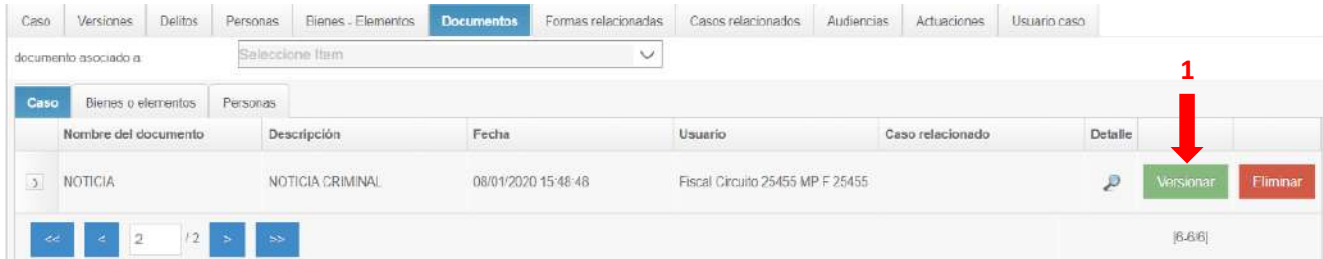 Caso Versiones Delitos Personas Bienes - Elementos Documentos Formas relacionadas Casos relacionados Audiencias Actuaciones Usuario caso
documento asociado a: Seleccione Item
1
Caso Bienes o elementos Personas
Nombre del documento Descripción Fecha Usuario Caso relacionado Detalle
NOTICIA NOTICIA CRIMINAL 08/01/2020 15:48:48 Fiscal Circuito 25455 MP F 25455 Versionar Eliminar
<< < 2 / 2 > >> |6-6/6|